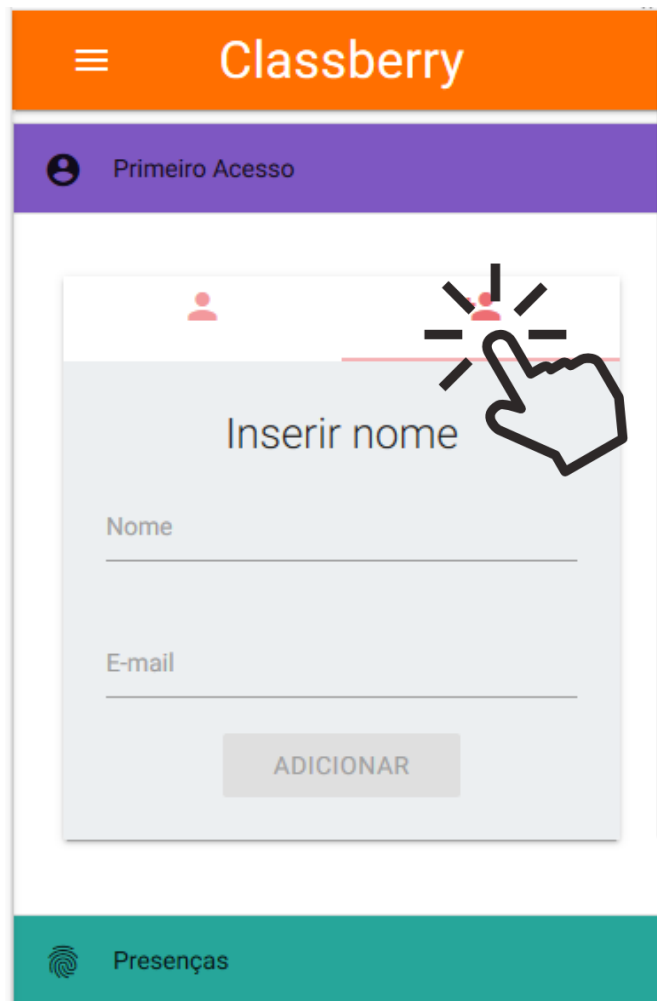 Classberry
Primeiro Acesso
Inserir nome
Nome
E-mail
ADICIONAR
Presenças